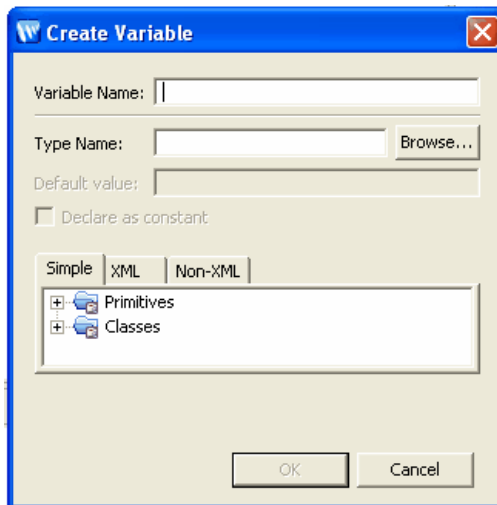 Create Variable
Variable Name:
Type Name:
Browse...
Default value:
Declare as constant
Simple XML Non-XML
Primitives
Classes
OK Cancel